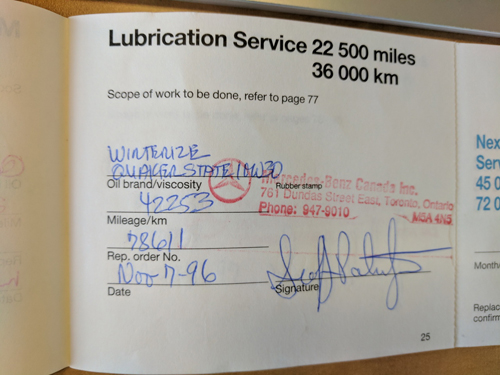 Lubrication Service 22 500 miles
36 000 km
Scope of work to be done, refer to page 77
WINTERIZE
QUAKERSTATE 10W30
Oil brand/viscosity
Rubber stamp
Mercedes-Benz Canada Inc.
761 Dundas Street East, Toronto, Ontario
Phone: 947-9010 M5A 4N5
42253
Mileage/km
78611
Rep. order No.
Nov 7-96
Date
Signature
25
Nex
Serv
45 0
72 0
Month
Replac
confirm